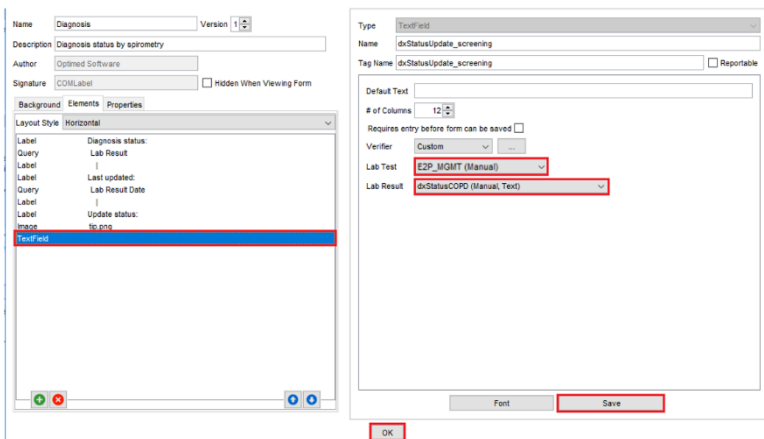 Name Diagnosis Version 1
Description Diagnosis status by spirometry
Author Optimed Software
Signature COMLabel Hidden When Viewing Form
Background Elements Properties
Layout Style Horizontal
Label Diagnosis status:
Query Lab Result
Label |
Label Last updated:
Query Lab Result Date
Label |
Label Update status:
Image tip.png
TextField
Type TextField
Name dxStatusUpdate_screening
Tag Name dxStatusUpdate_screening Reportable
Default Text
# of Columns 12
Requires entry before form can be saved
Verifier Custom ...
Lab Test E2P_MGMT (Manual)
Lab Result dxStatusCOPD (Manual, Text)
Font Save
OK